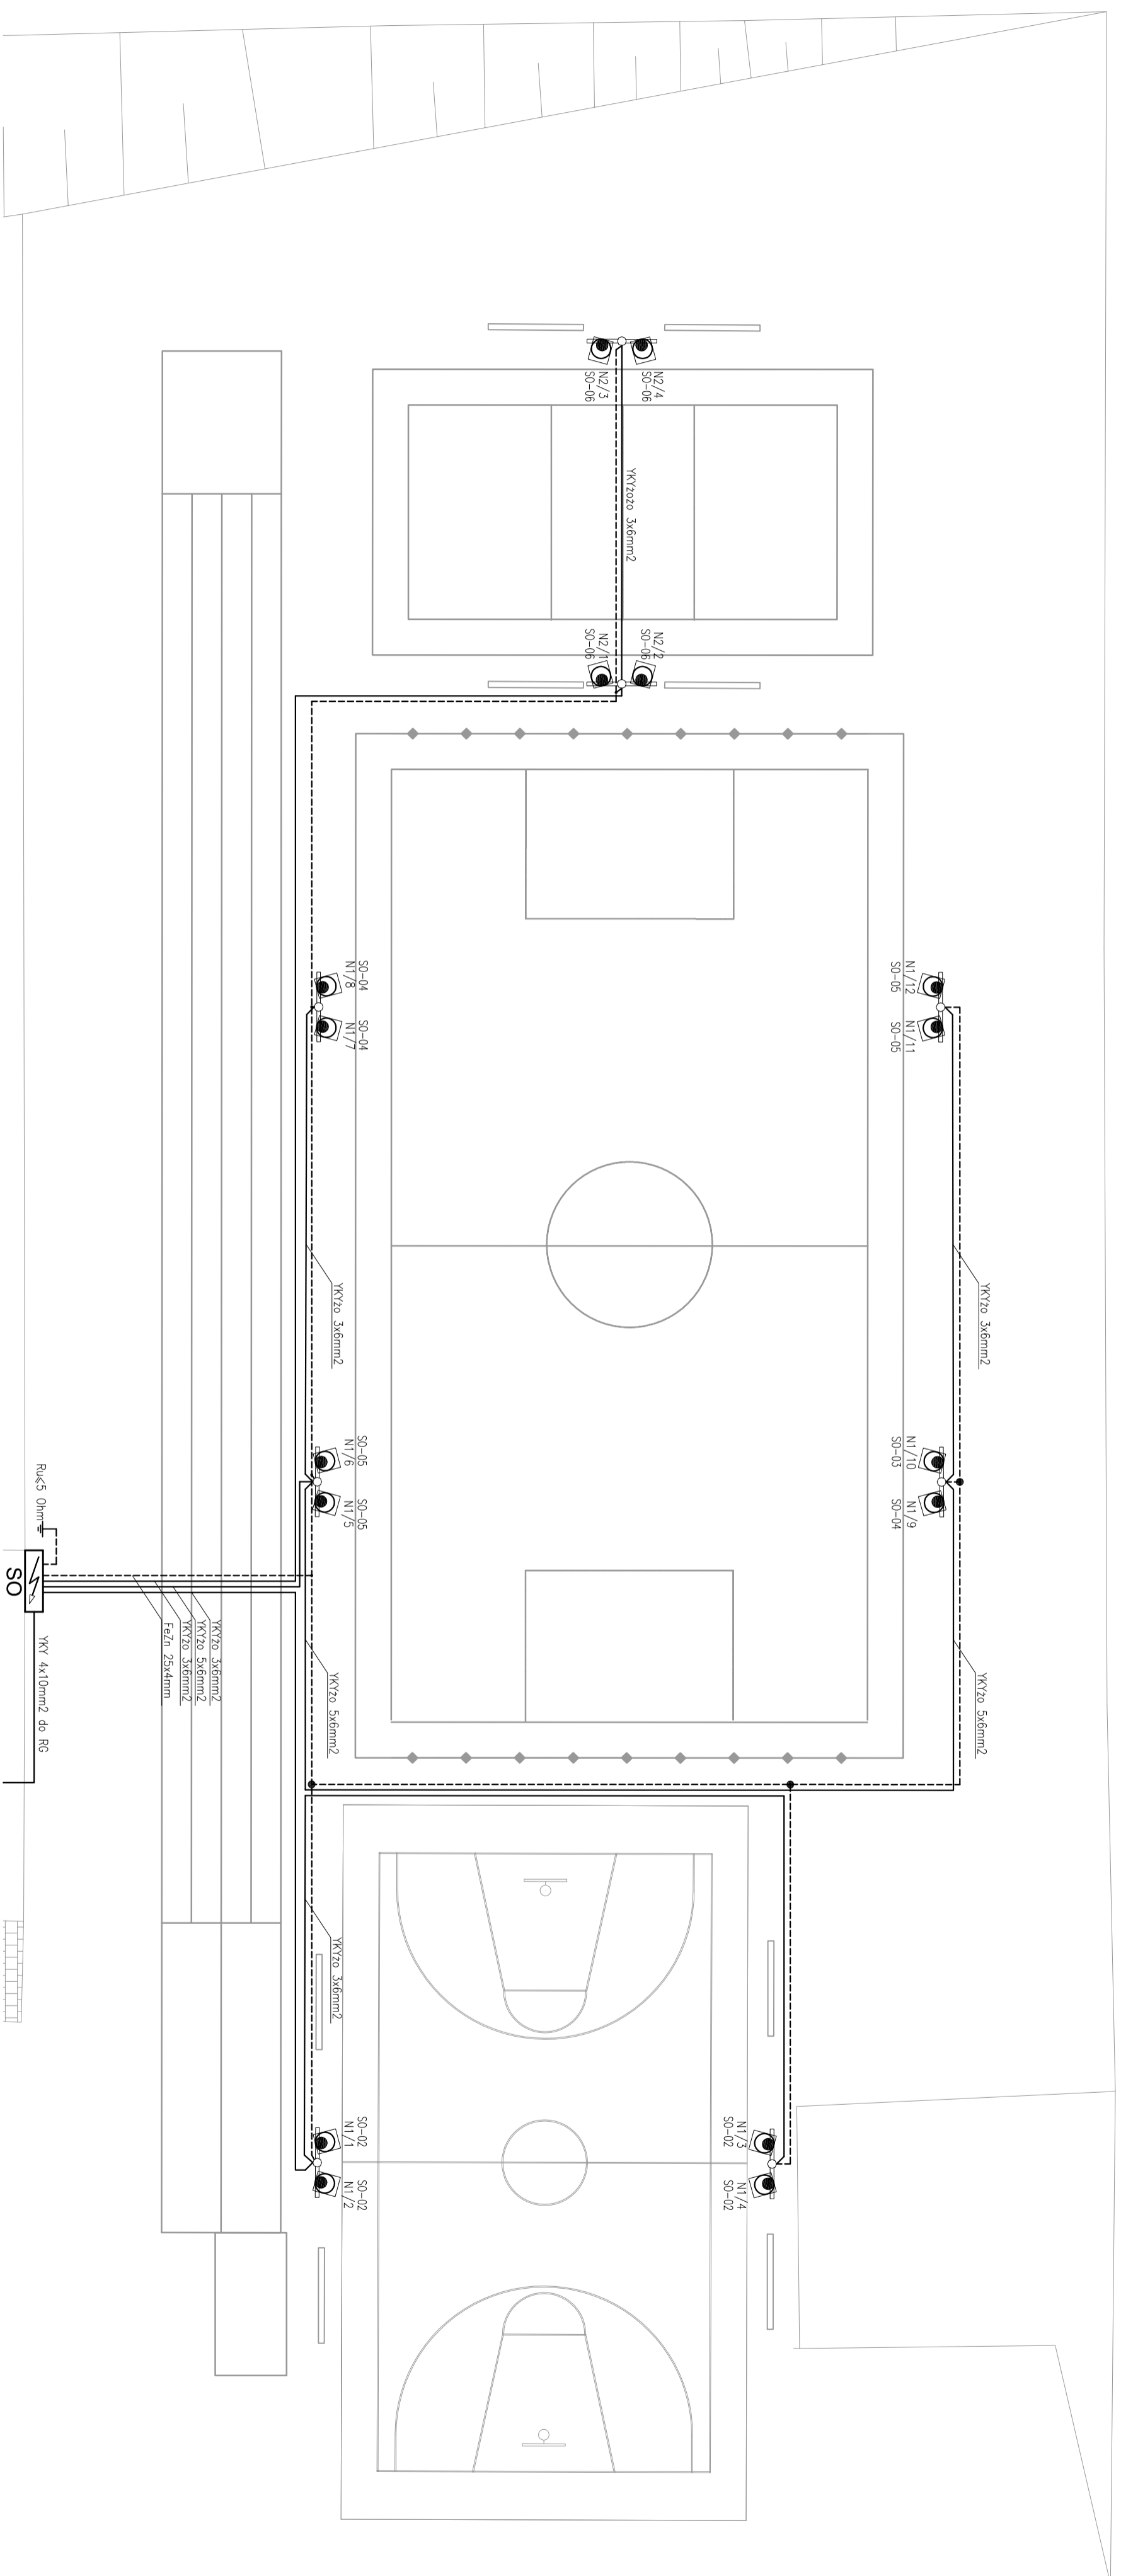 N2/4
SO-06
N2/3
SO-06
YKYżożo 3x6mm2
N2/2
SO-06
N2/1
SO-06
N1/12
SO-05
N1/11
SO-05
SO-04
N1/8
SO-04
N1/7
YKYżo 3x6mm2
YKYżo 3x6mm2
N1/10
SO-03
N1/9
SO-04
SO-05
N1/6
SO-05
N1/5
Ru≤5 Ohm
SO
YKY 4x10mm2 do RG
YKYżo 3x6mm2
YKYżo 5x6mm2
YKYżo 3x6mm2
FeZn 25x4mm
YKYżo 5x6mm2
YKYżo 5x6mm2
YKYżo 3x6mm2
SO-02
N1/1
SO-02
N1/2
N1/3
SO-02
N1/4
SO-02